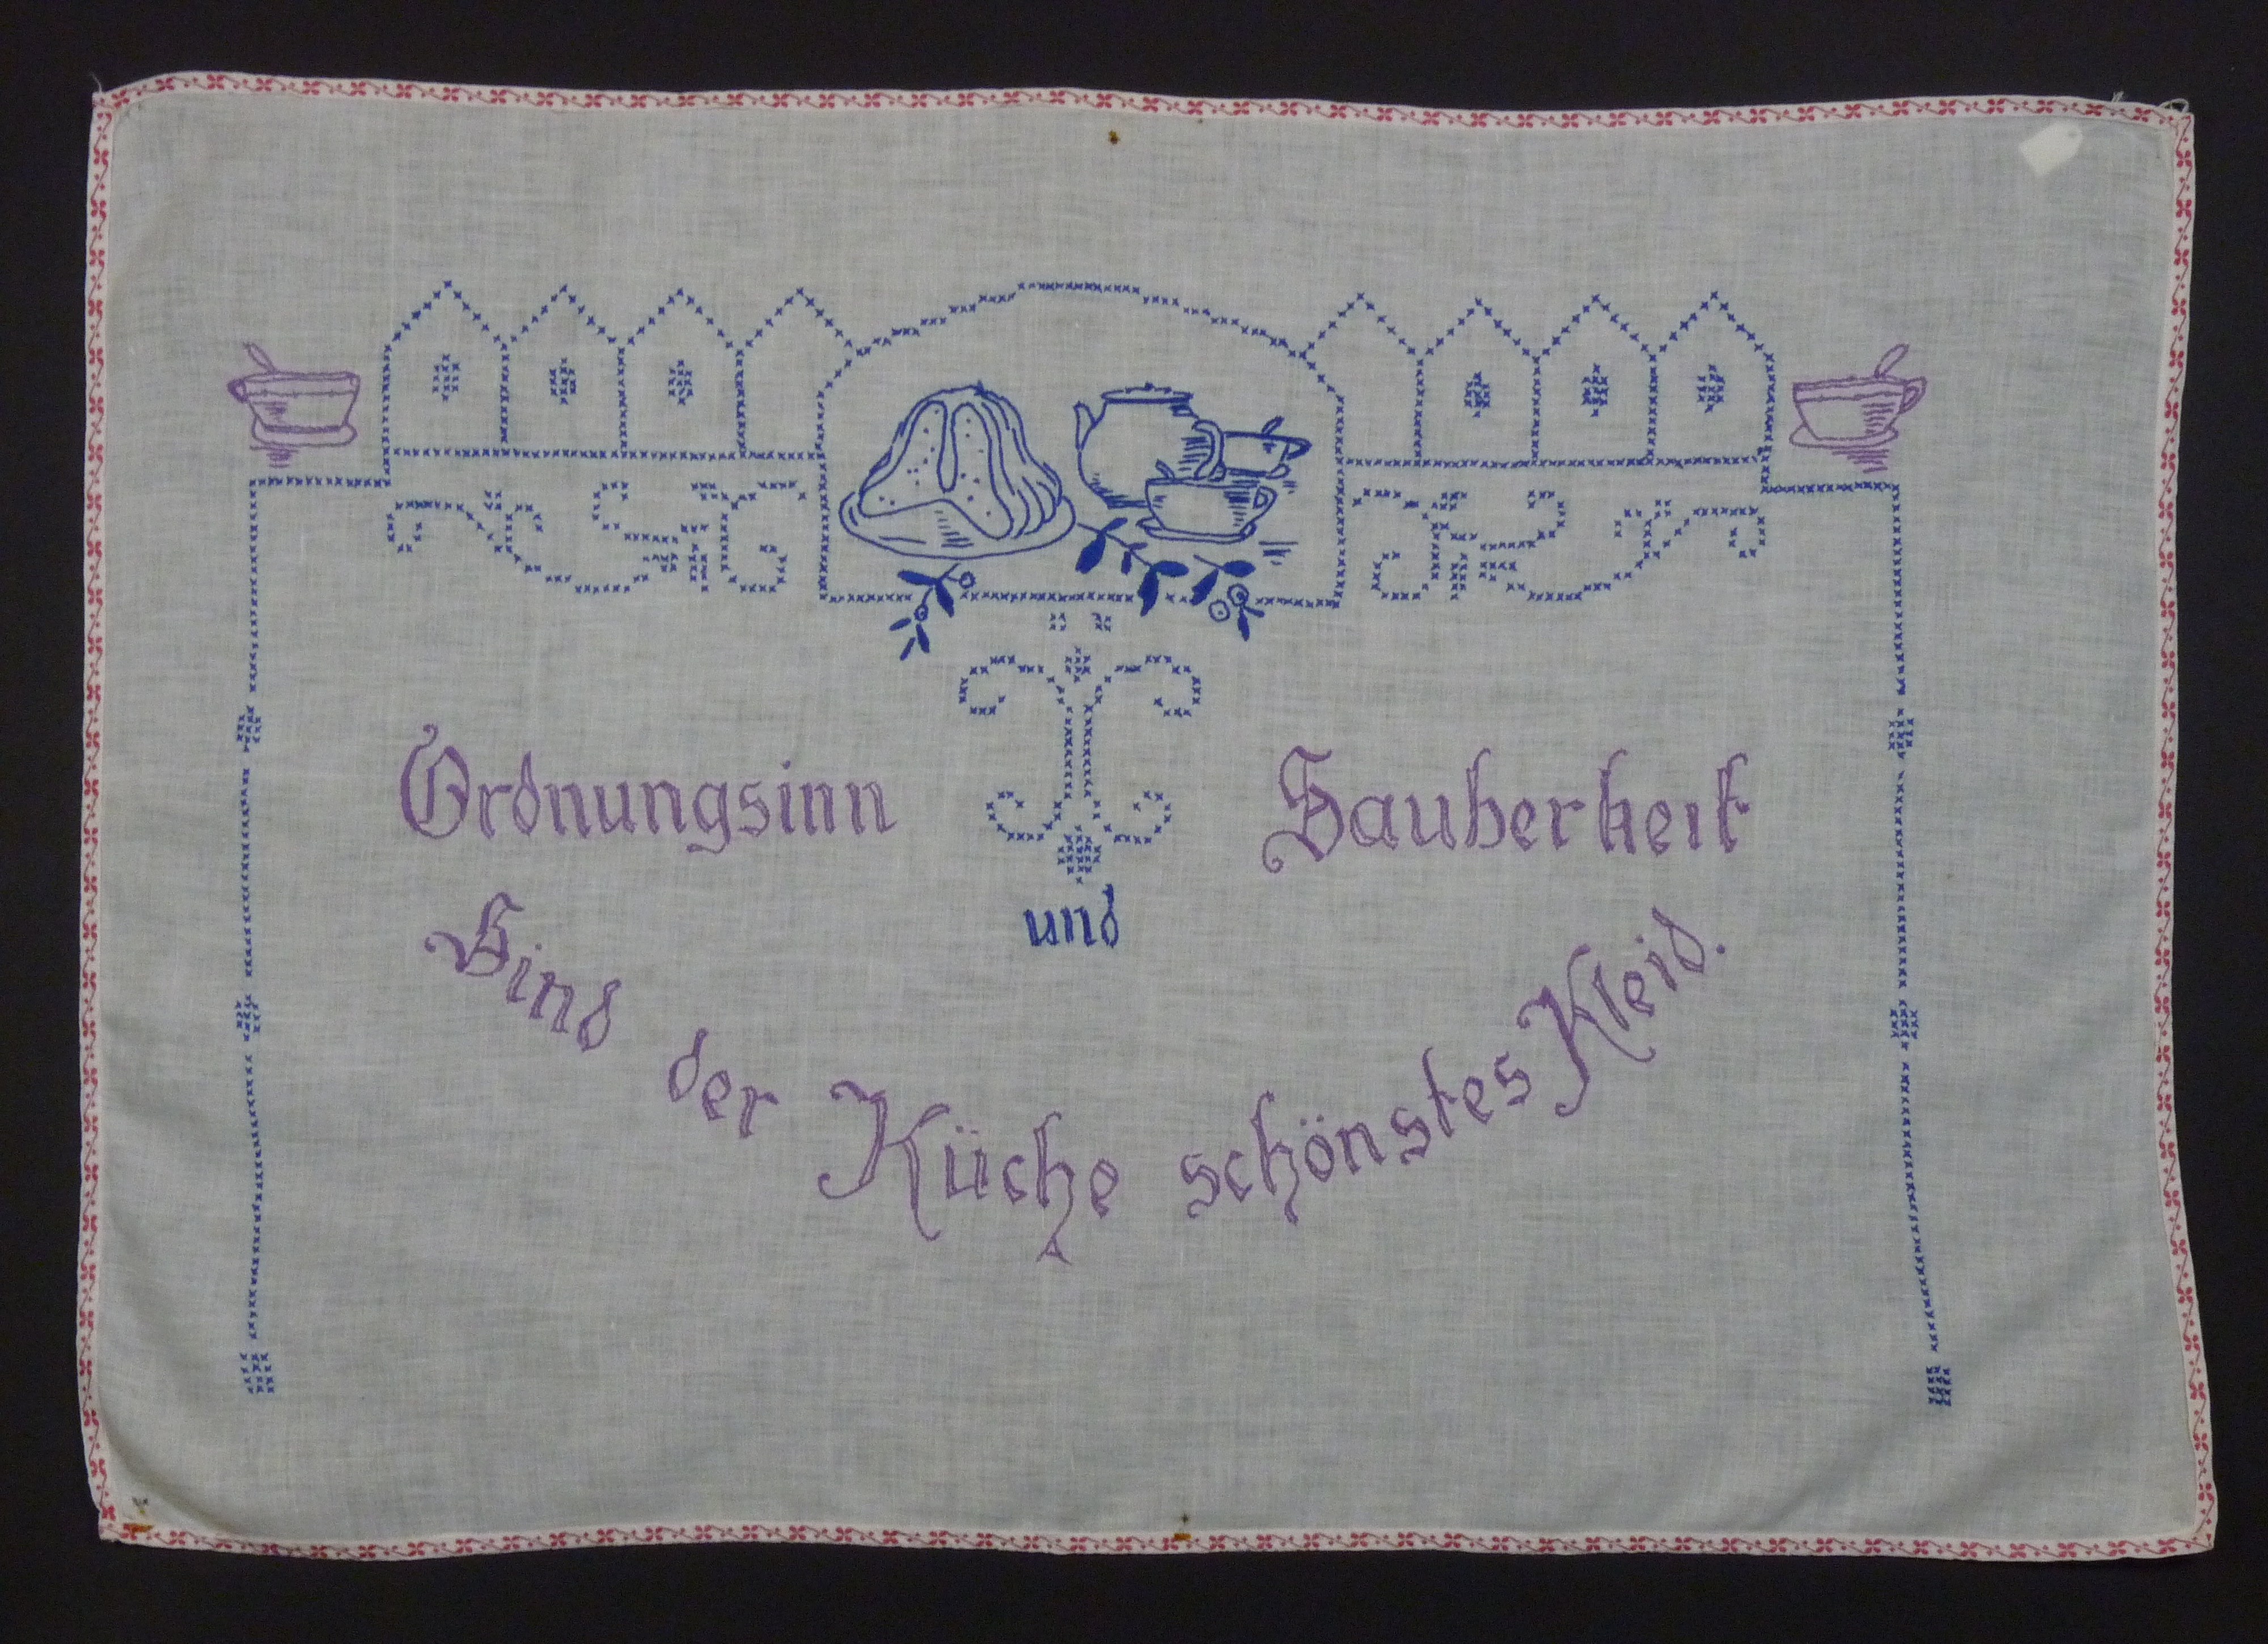 Ordnungsinn und Sauberkeit
Sind der Küche schönstes Kleid.